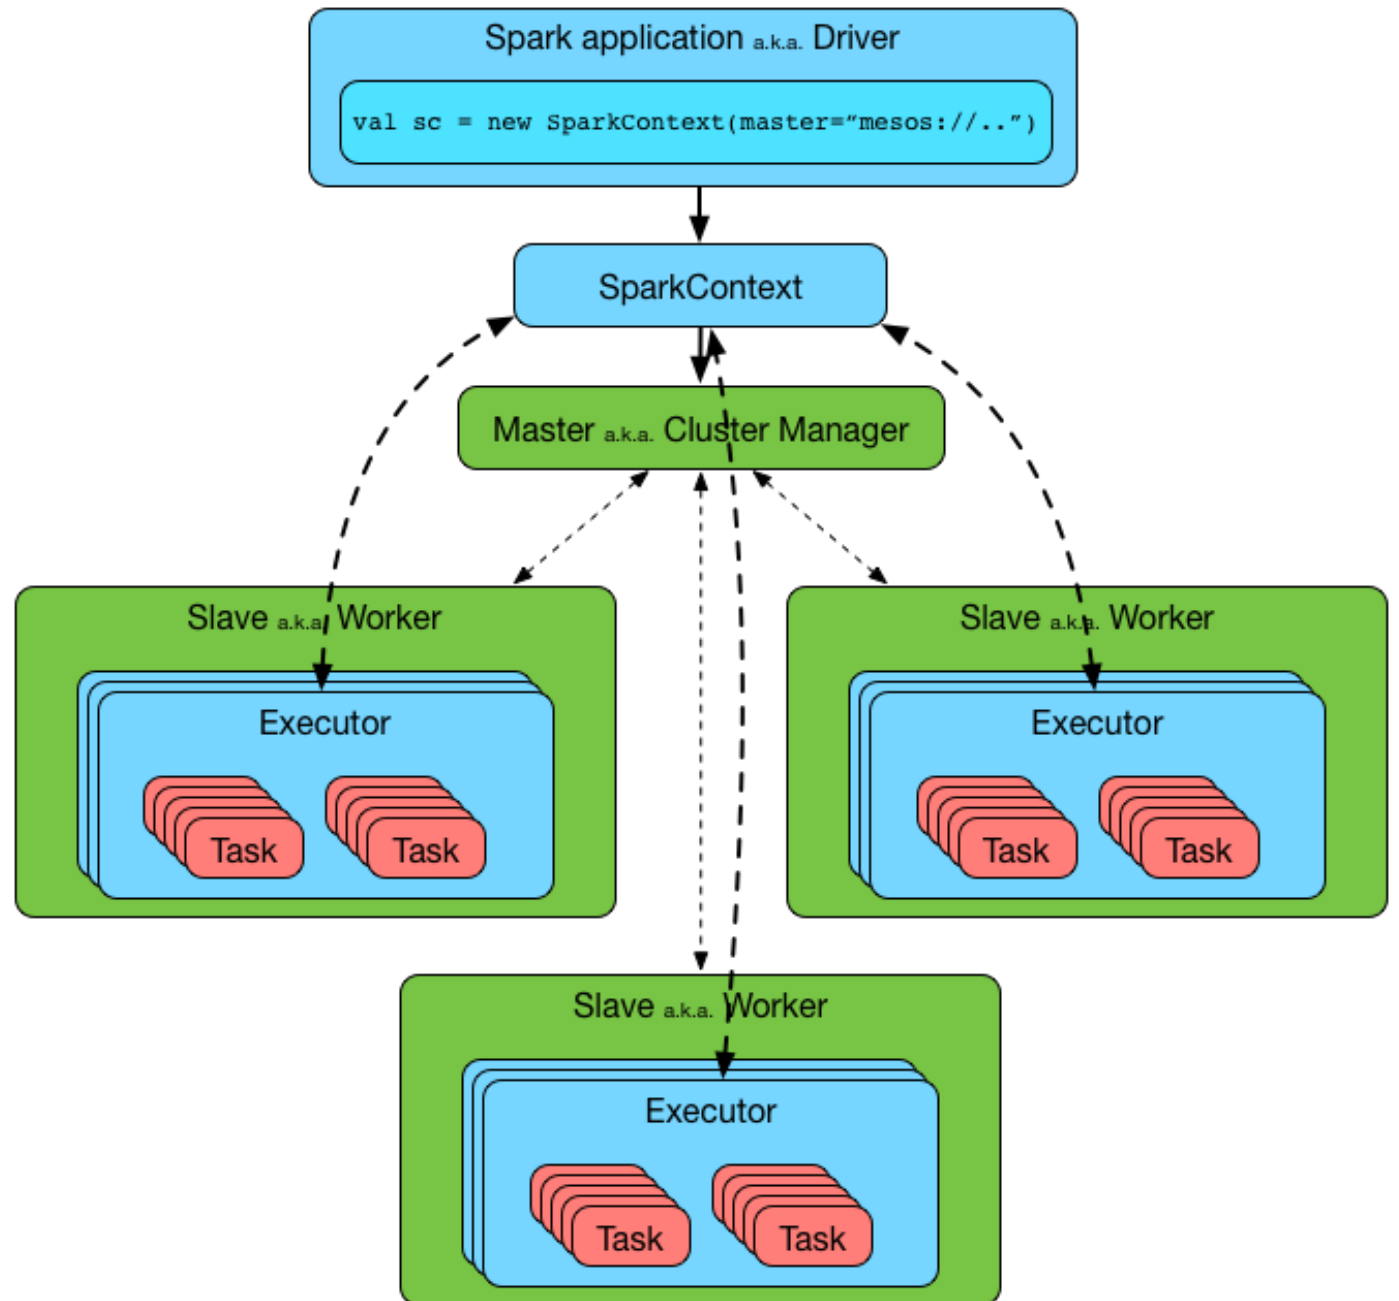 Spark application a.k.a. Driver
val sc = new SparkContext(master=“mesos://..”)
SparkContext
Master a.k.a. Cluster Manager
Slave a.k.a. Worker
Executor
Task
Task
Slave a.k.a. Worker
Executor
Task
Task
Slave a.k.a. Worker
Executor
Task
Task